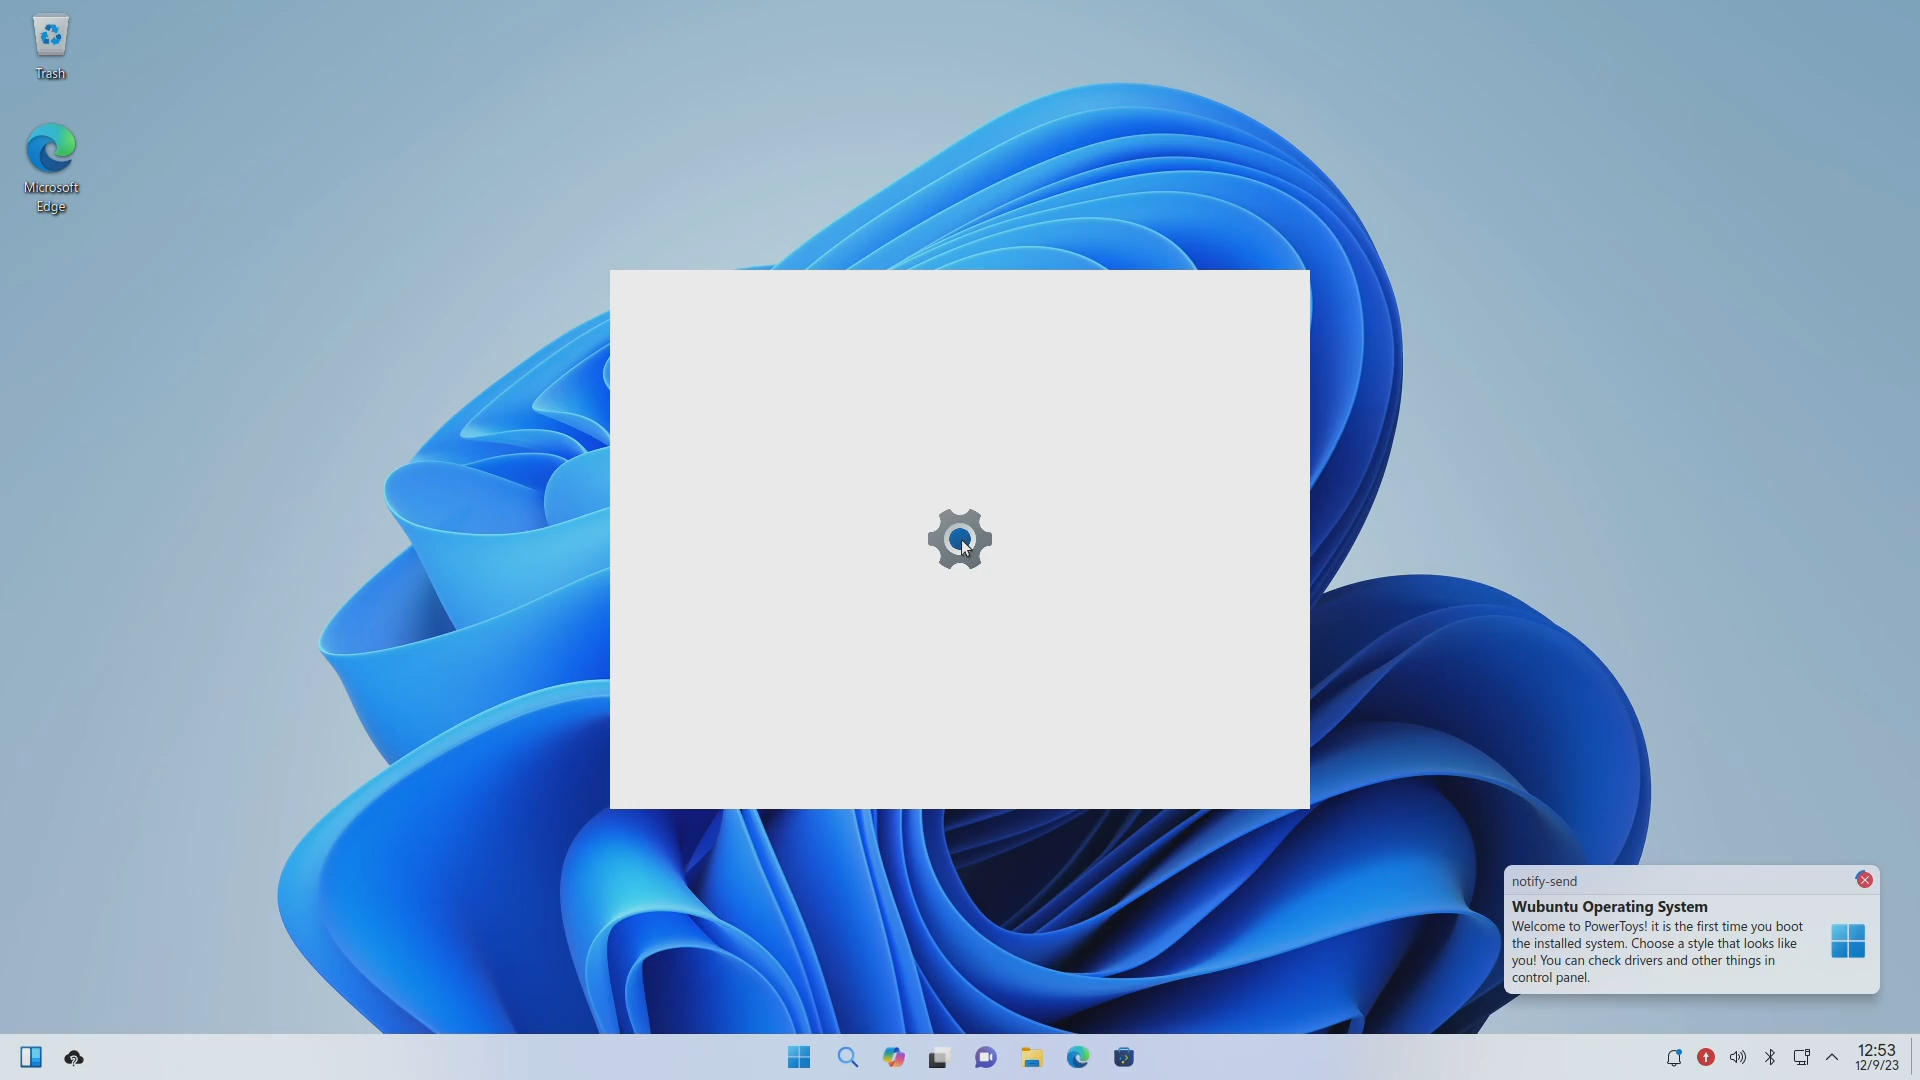 Trash
Microsoft
Edge
notify-send
Wubuntu Operating System
Welcome to PowerToys! it is the first time you boot
the installed system. Choose a style that looks like
you! You can check drivers and other things in
control panel.
12:53
12/9/23